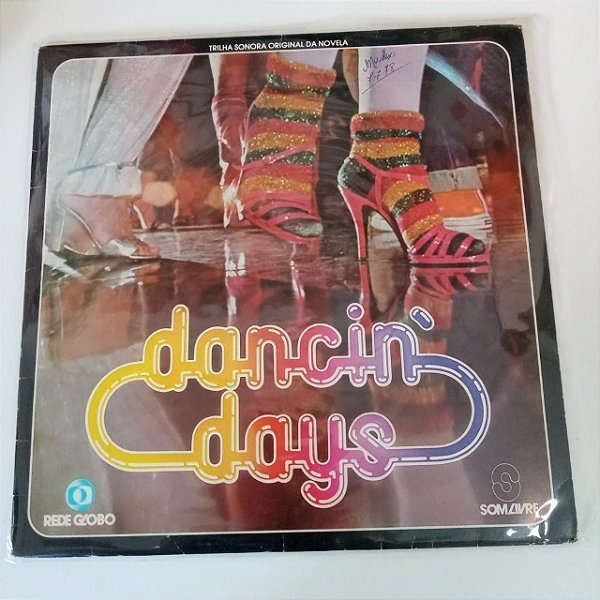 TRILHA SONORA ORIGINAL DA NOVELA
dancin'
days
REDE GLOBO
SOM LIVRE